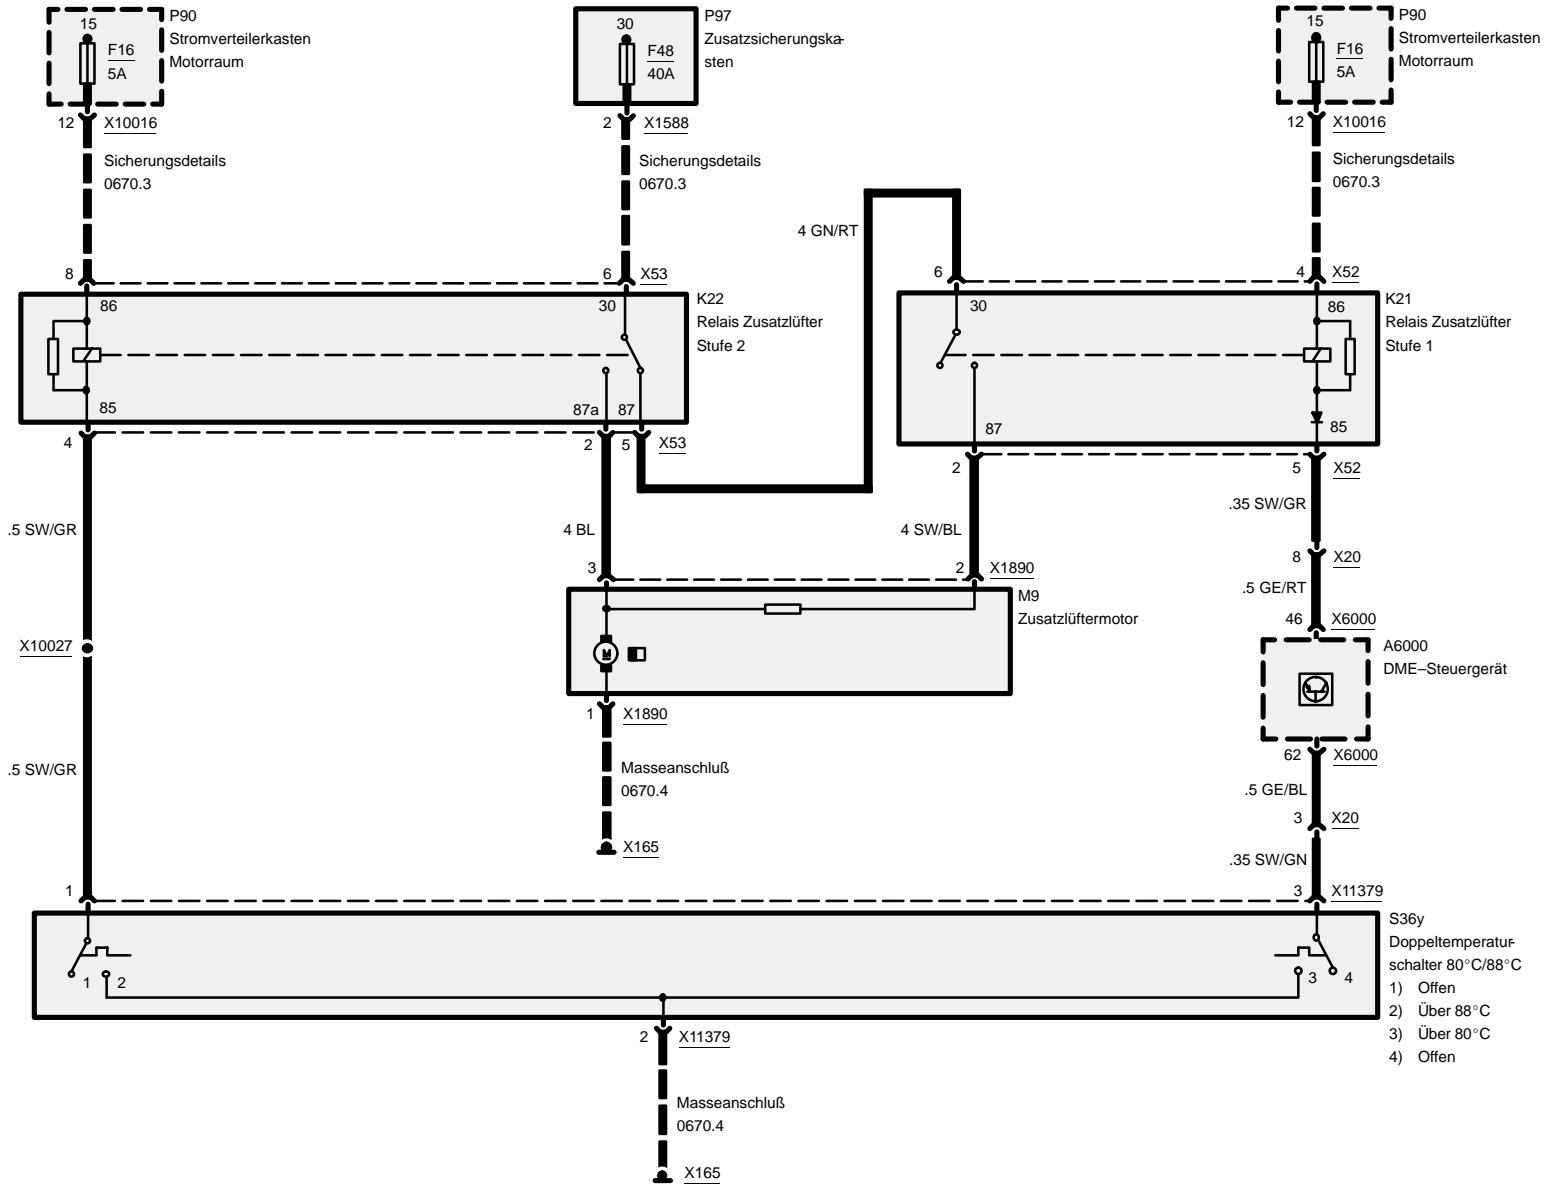 P90
Stromverteilerkasten
Motorraum
15
F16
5A
12 X10016
Sicherungsdetails
0670.3
P97
Zusatzsicherungska-
sten
30
F48
40A
2 X1588
Sicherungsdetails
0670.3
P90
Stromverteilerkasten
Motorraum
15
F16
5A
12 X10016
Sicherungsdetails
0670.3
4 GN/RT
8
6 X53
6
4 X52
86
30
K22
Relais Zusatzlüfter
Stufe 2
85
87a 87
30
86
K21
Relais Zusatzlüfter
Stufe 1
87
85
4
2 5 X53
2
5 X52
.5 SW/GR
4 BL
4 SW/BL
.35 SW/GR
8 X20
.5 GE/RT
3
2 X1890
46 X6000
M9
Zusatzlüftermotor
M
X10027
A6000
DME–Steuergerät
1 X1890
62 X6000
.5 SW/GR
Masseanschluß
0670.4
.5 GE/BL
3 X20
X165
.35 SW/GN
1
3 X11379
S36y
Doppeltemperatur-
schalter 80°C/88°C
1) Offen
2) Über 88°C
3) Über 80°C
4) Offen
1 2
3 4
2 X11379
Masseanschluß
0670.4
X165